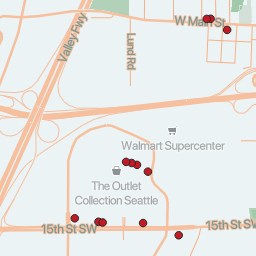 W Main St
Valley Fwy
Lund Rd
Walmart Supercenter
The Outlet
Collection Seattle
15th St SW
15th St SW